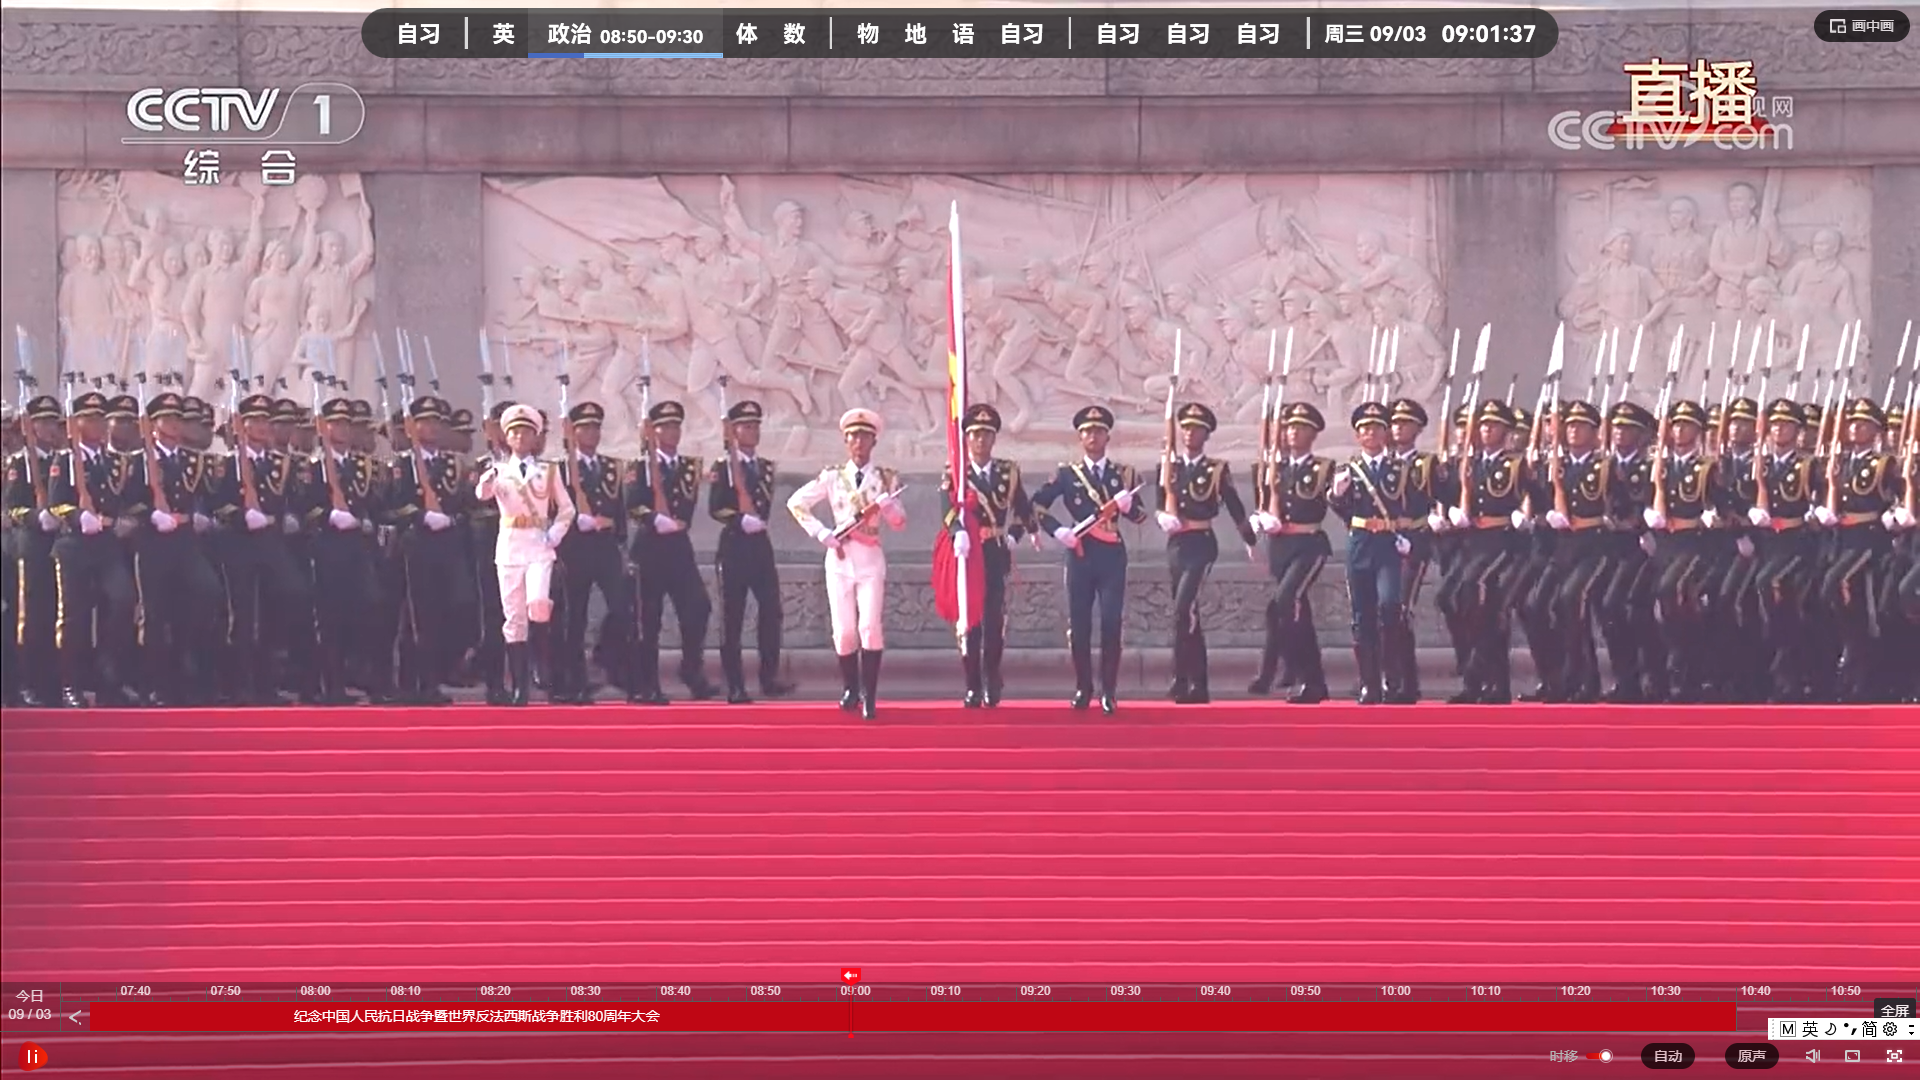 自习 | 英 政治 08:50-09:30 体 数 | 物 地 语 自习 | 自习 自习 自习 | 周三 09/03 09:01:37
画中画
直播
CCTV 1
视网
CCTV.com
综 合
07:40 07:50 08:00 08:10 08:20 08:30 08:40 08:50 09:00 09:10 09:20 09:30 09:40 09:50 10:00 10:10 10:20 10:30 10:40 10:50
今日
09 / 03
纪念中国人民抗日战争暨世界反法西斯战争胜利80周年大会
全屏
M 英 简
时移 自动 原声